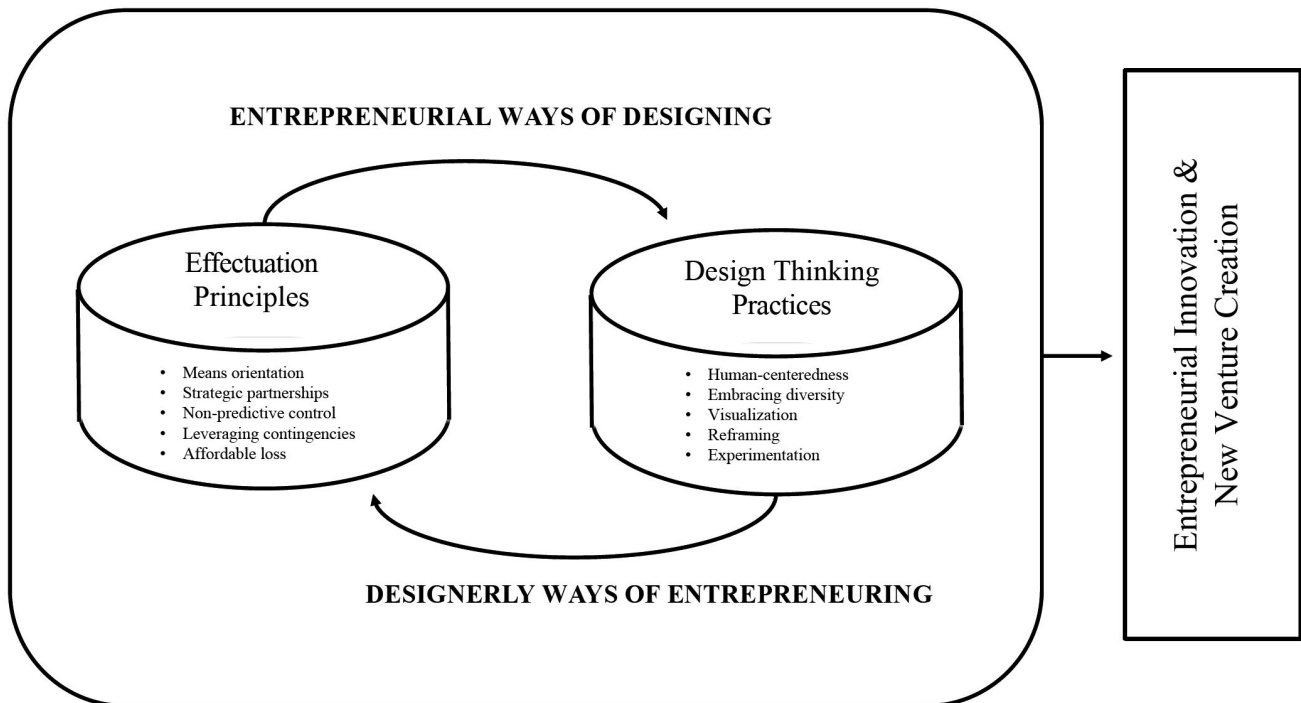 ENTREPRENEURIAL WAYS OF DESIGNING
Effectuation
Principles
• Means orientation
• Strategic partnerships
• Non-predictive control
• Leveraging contingencies
• Affordable loss
Design Thinking
Practices
• Human-centeredness
• Embracing diversity
• Visualization
• Reframing
• Experimentation
DESIGNERLY WAYS OF ENTREPRENEURING
Entrepreneurial Innovation &
New Venture Creation